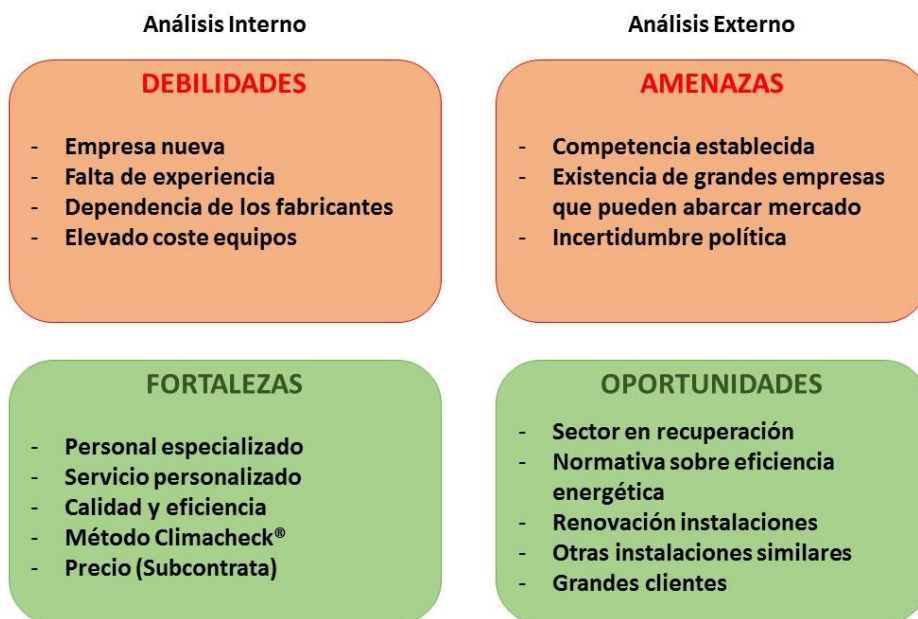 Análisis Interno
Análisis Externo
DEBILIDADES
- Empresa nueva
- Falta de experiencia
- Dependencia de los fabricantes
- Elevado coste equipos
AMENAZAS
- Competencia establecida
- Existencia de grandes empresas
que pueden abarcar mercado
- Incertidumbre política
FORTALEZAS
- Personal especializado
- Servicio personalizado
- Calidad y eficiencia
- Método Climacheck®
- Precio (Subcontrata)
OPORTUNIDADES
- Sector en recuperación
- Normativa sobre eficiencia
energética
- Renovación instalaciones
- Otras instalaciones similares
- Grandes clientes